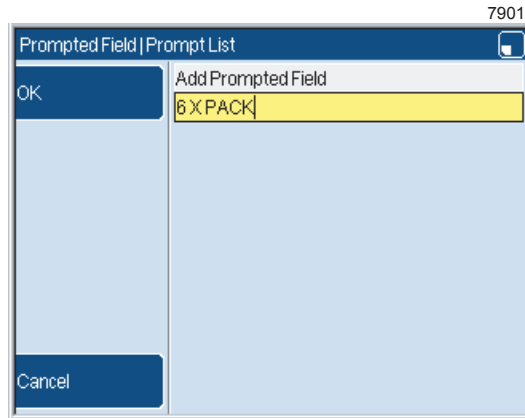 7901
Prompted Field | Prompt List
OK
Add Prompted Field
6 X PACK
Cancel